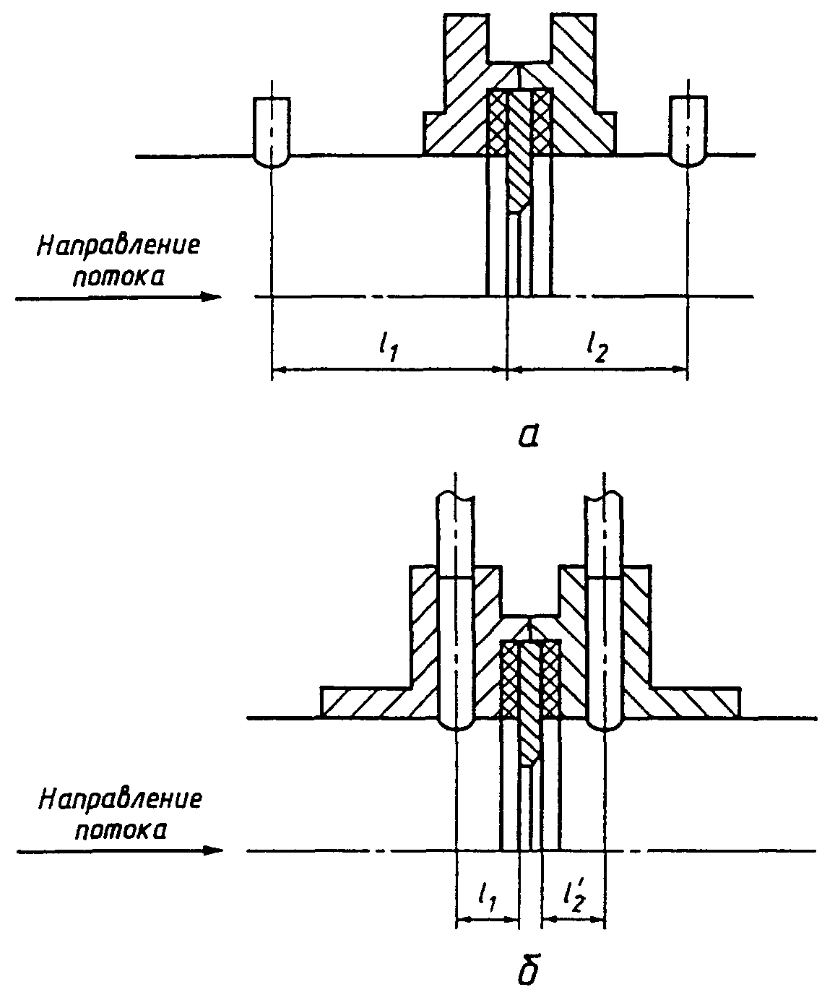 Направление
потока
l₁ l₂
а
Направление
потока
l₁ l₂′
б